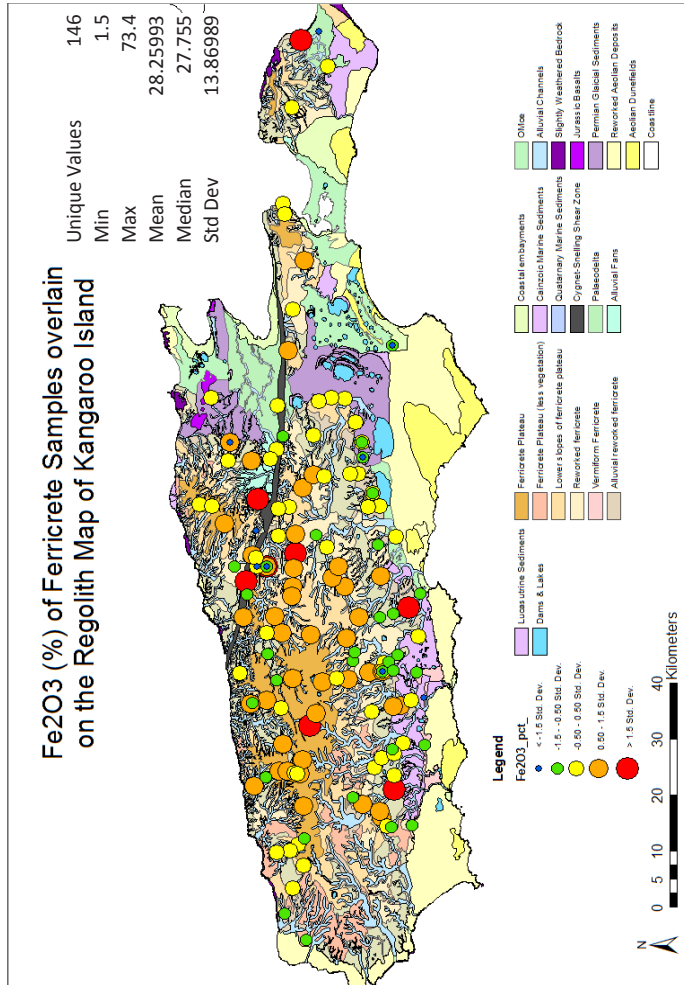 Fe2O3 (%) of Ferricrete Samples overlain
on the Regolith Map of Kangaroo Island
Unique Values 146
Min 1.5
Max 73.4
Mean 28.25993
Median 27.755
Std Dev 13.86989
Legend
Fe2O3_pct_
< -1.5 Std. Dev.
-1.5 - -0.50 Std. Dev.
-0.50 - 0.50 Std. Dev.
0.50 - 1.5 Std. Dev.
> 1.5 Std. Dev.
Lucasutrine Sediments
Dams & Lakes
Ferricrete Plateau
Ferricrete Plateau (less vegetation)
Lower slopes of ferricrete plateau
Reworked ferricrete
Vermiform Ferricrete
Alluvial reworked ferricrete
Coastal embayments
Cainzoic Marine Sediments
Quatarnary Marine Sediments
Cygnet-Snelling Shear Zone
Palaeodelta
Alluvial Fans
OMce
Alluvial Channels
Slightly Weathered Bedrock
Jurassic Basalts
Permian Glacial Sediments
Reworked Aeolian Deposits
Aeolian Dunefields
Coastline
N
0 5 10 20 30 40
Kilometers